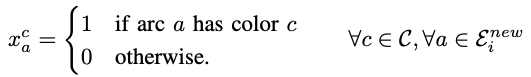 x_a^c = { 1 if arc a has color c
0 otherwise.
∀c ∈ 𝒞, ∀a ∈ ℰ_i^{new}